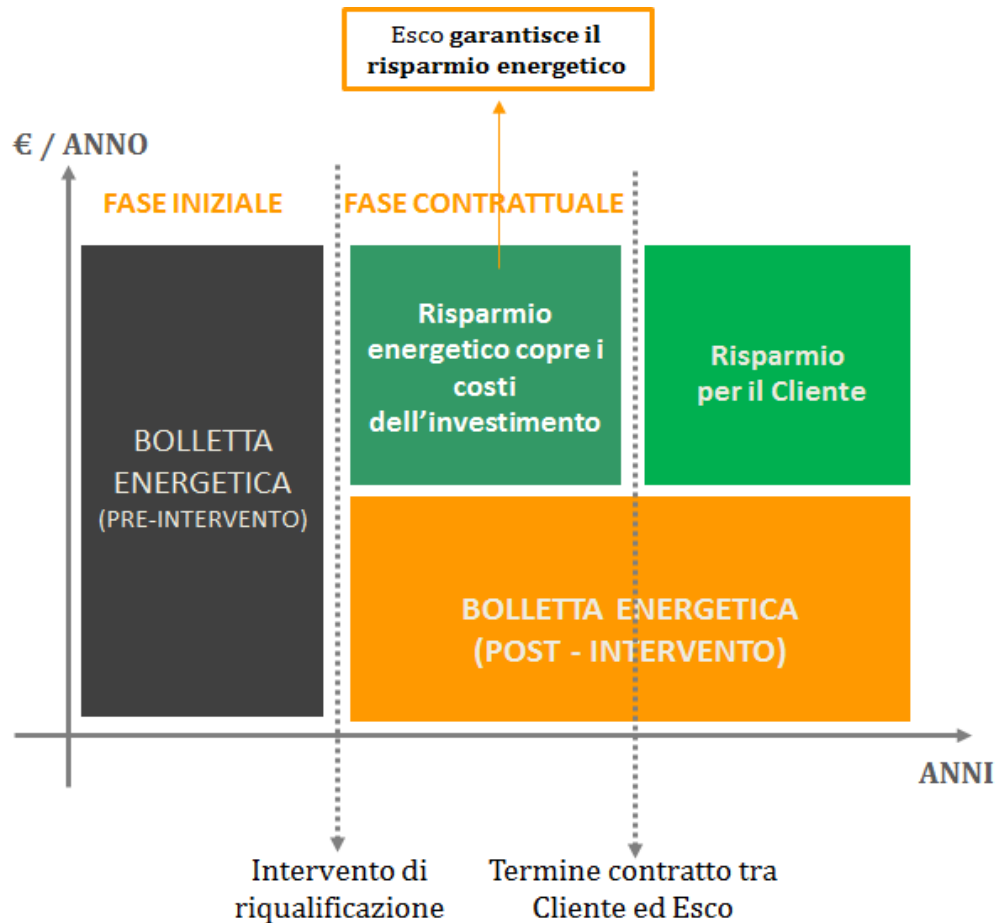 Esco garantisce il
risparmio energetico
€ / ANNO
FASE INIZIALE
FASE CONTRATTUALE
Risparmio
energetico copre i
costi
dell’investimento
Risparmio
per il Cliente
BOLLETTA
ENERGETICA
(PRE-INTERVENTO)
BOLLETTA ENERGETICA
(POST - INTERVENTO)
ANNI
Intervento di
riqualificazione
Termine contratto tra
Cliente ed Esco